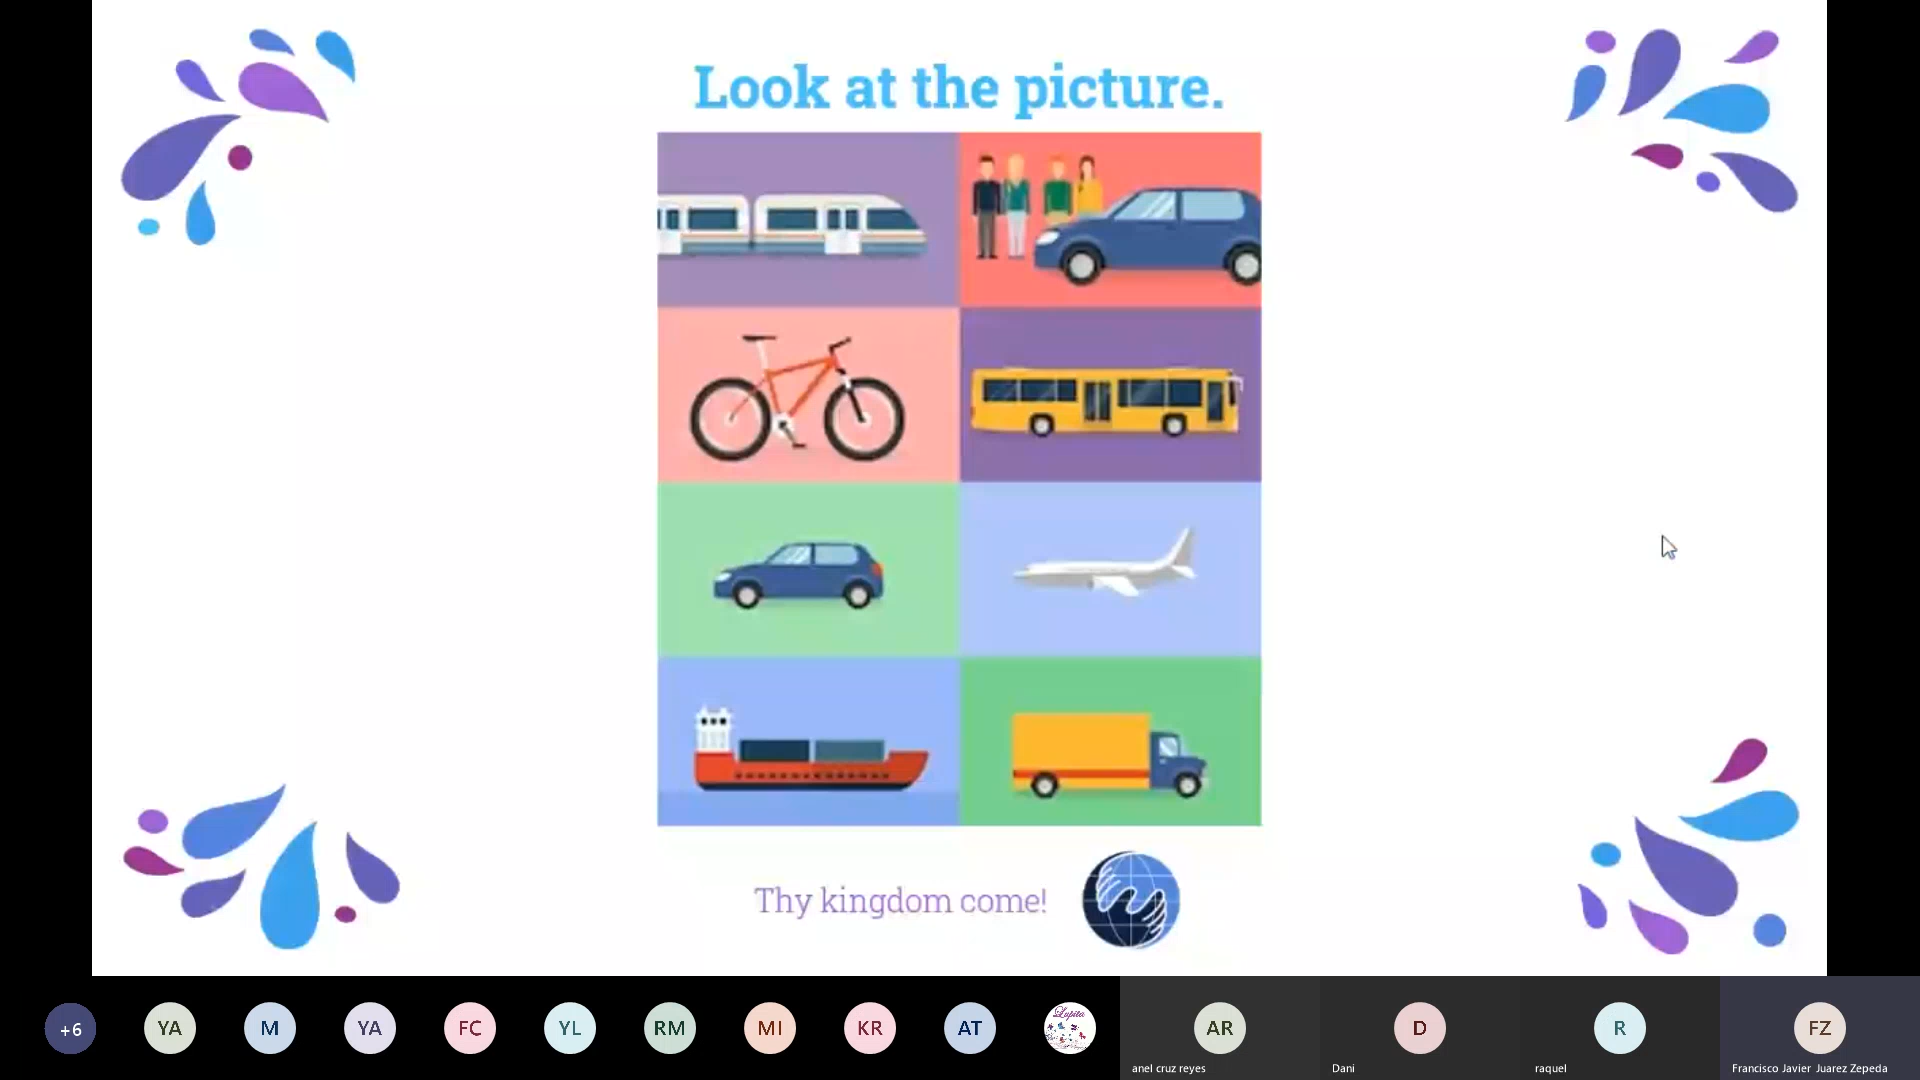 Look at the picture.
Thy kingdom come!
+6
YA
M
YA
FC
YL
RM
MI
KR
AT
Lupita
AR
D
R
FZ
anel cruz reyes
Dani
raquel
Francisco Javier Juarez Zepeda